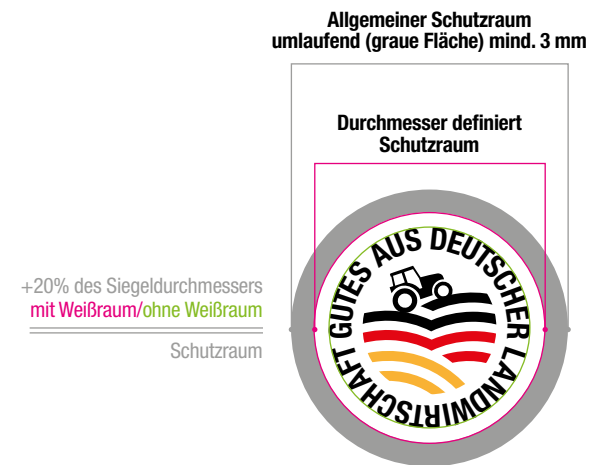 Allgemeiner Schutzraum
umlaufend (graue Fläche) mind. 3 mm
Durchmesser definiert
Schutzraum
+20% des Siegeldurchmessers
mit Weißraum/ohne Weißraum
Schutzraum
GUTES AUS DEUTSCHER LANDWIRTSCHAFT